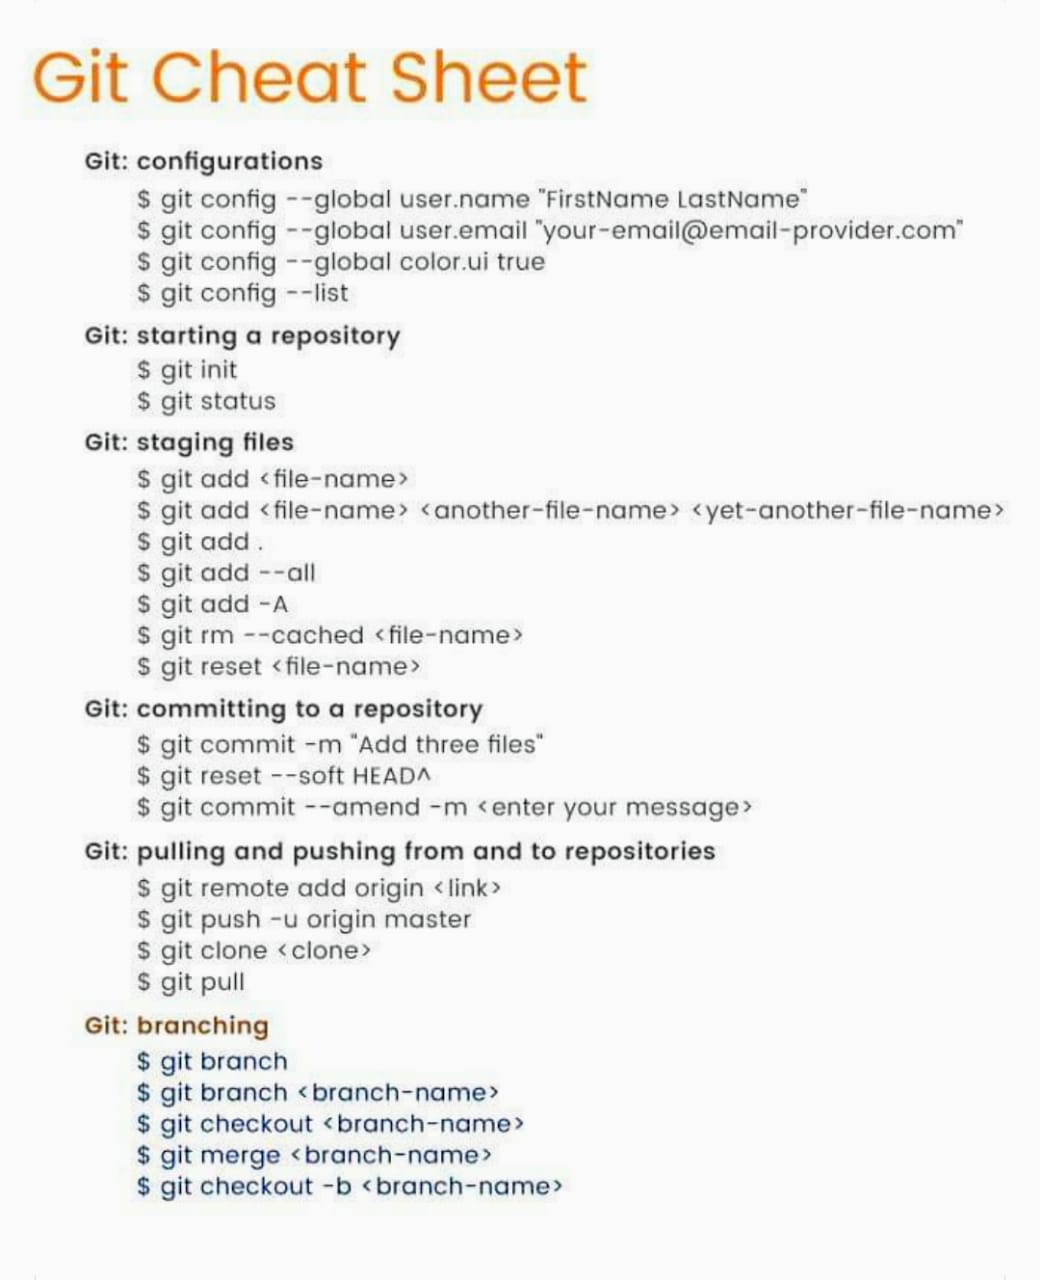 Git Cheat Sheet
Git: configurations
$ git config --global user.name "FirstName LastName"
$ git config --global user.email "your-email@email-provider.com"
$ git config --global color.ui true
$ git config --list
Git: starting a repository
$ git init
$ git status
Git: staging files
$ git add <file-name>
$ git add <file-name> <another-file-name> <yet-another-file-name>
$ git add .
$ git add --all
$ git add -A
$ git rm --cached <file-name>
$ git reset <file-name>
Git: committing to a repository
$ git commit -m "Add three files"
$ git reset --soft HEAD^
$ git commit --amend -m <enter your message>
Git: pulling and pushing from and to repositories
$ git remote add origin <link>
$ git push -u origin master
$ git clone <clone>
$ git pull
Git: branching
$ git branch
$ git branch <branch-name>
$ git checkout <branch-name>
$ git merge <branch-name>
$ git checkout -b <branch-name>